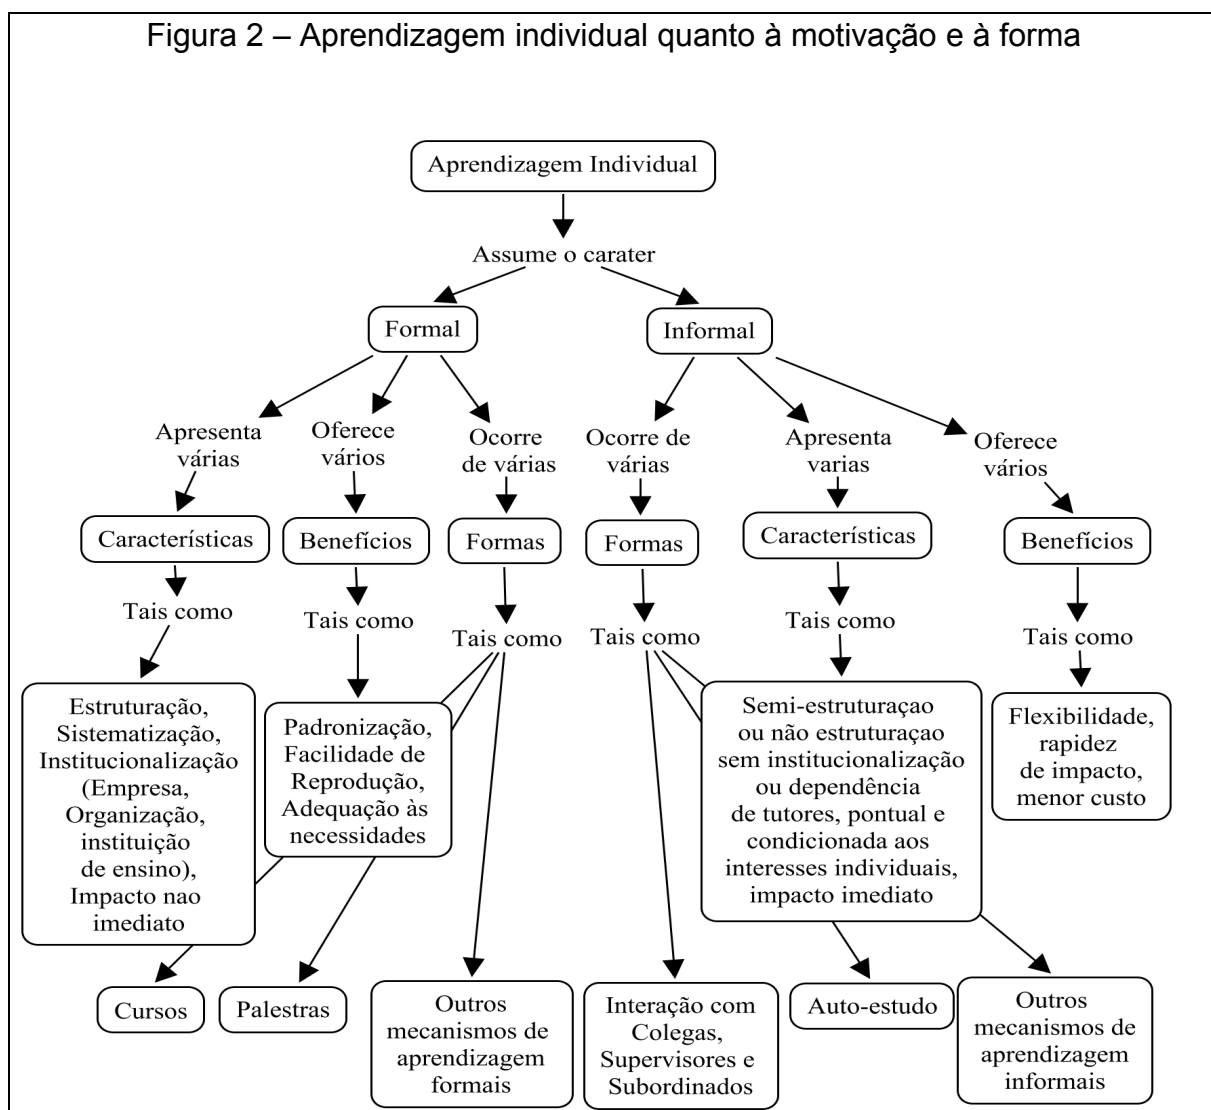 Figura 2 – Aprendizagem individual quanto à motivação e à forma
Aprendizagem Individual
Assume o carater
Formal
Informal
Apresenta
várias
Oferece
vários
Ocorre
de várias
Ocorre de
várias
Apresenta
varias
Oferece
vários
Características
Benefícios
Formas
Formas
Características
Benefícios
Tais como
Tais como
Tais como
Tais como
Tais como
Tais como
Estruturação,
Sistematização,
Institucionalização
(Empresa,
Organização,
instituição
de ensino),
Impacto nao
imediato
Padronização,
Facilidade de
Reprodução,
Adequação às
necessidades
Semi-estruturaçao
ou não estruturaçao
sem institucionalização
ou dependência
de tutores, pontual e
condicionada aos
interesses individuais,
impacto imediato
Flexibilidade,
rapidez
de impacto,
menor custo
Cursos
Palestras
Outros
mecanismos de
aprendizagem
formais
Interação com
Colegas,
Supervisores e
Subordinados
Auto-estudo
Outros
mecanismos de
aprendizagem
informais